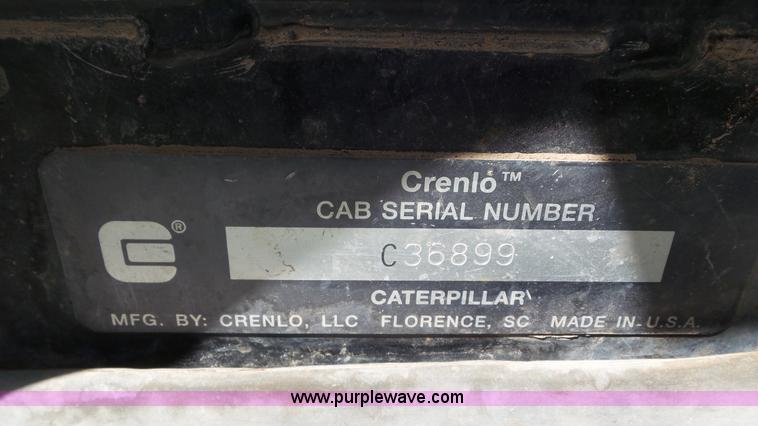 Crenlo™
CAB SERIAL NUMBER
®
C36899
CATERPILLAR
MFG. BY: CRENLO, LLC FLORENCE, SC MADE IN U.S.A.
www.purplewave.com